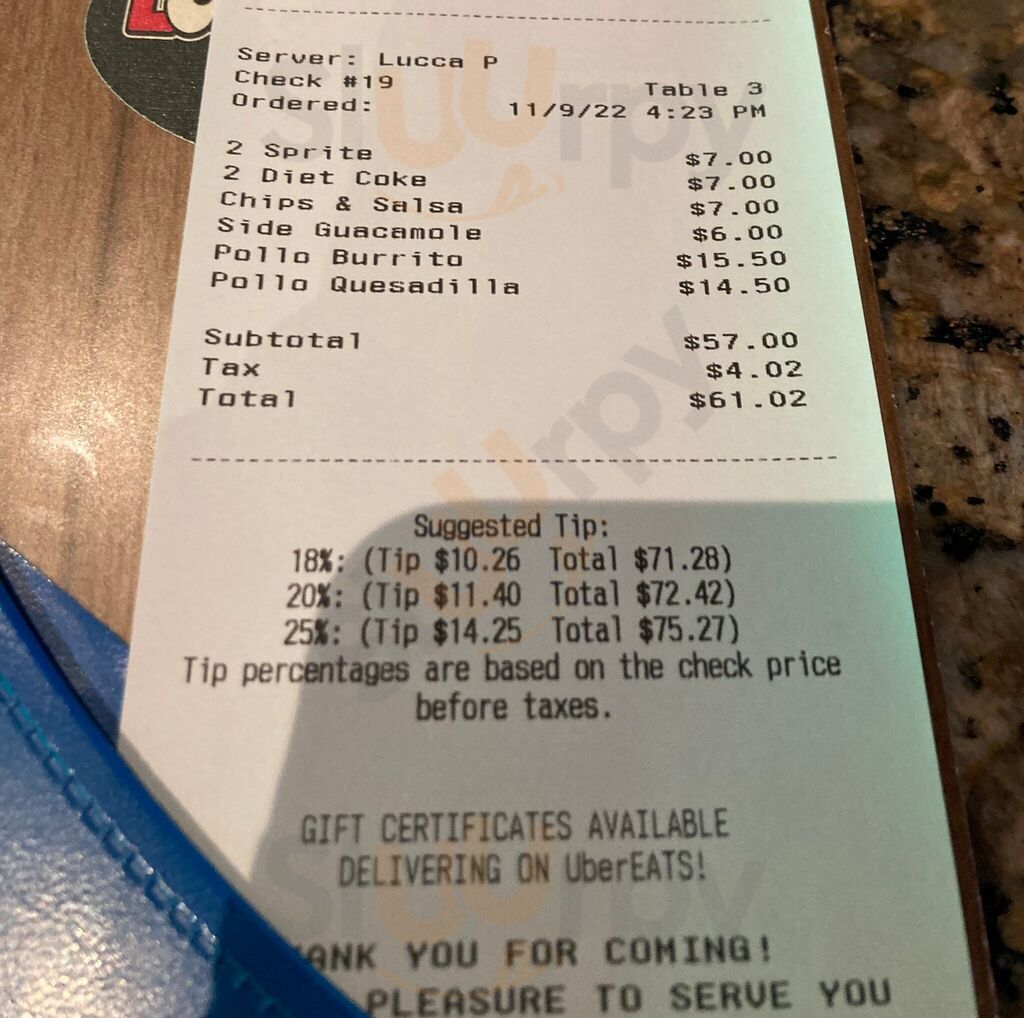 Server: Lucca P
Check #19 Table 3
Ordered: 11/9/22 4:23 PM
2 Sprite $7.00
2 Diet Coke $7.00
Chips & Salsa $7.00
Side Guacamole $6.00
Pollo Burrito $15.50
Pollo Quesadilla $14.50
Subtotal $57.00
Tax $4.02
Total $61.02
Suggested Tip:
18%: (Tip $10.26 Total $71.28)
20%: (Tip $11.40 Total $72.42)
25%: (Tip $14.25 Total $75.27)
Tip percentages are based on the check price
before taxes.
GIFT CERTIFICATES AVAILABLE
DELIVERING ON UberEATS!
ANK YOU FOR COMING!
PLEASURE TO SERVE YOU
sluurpy
sluurpy
sluurpy